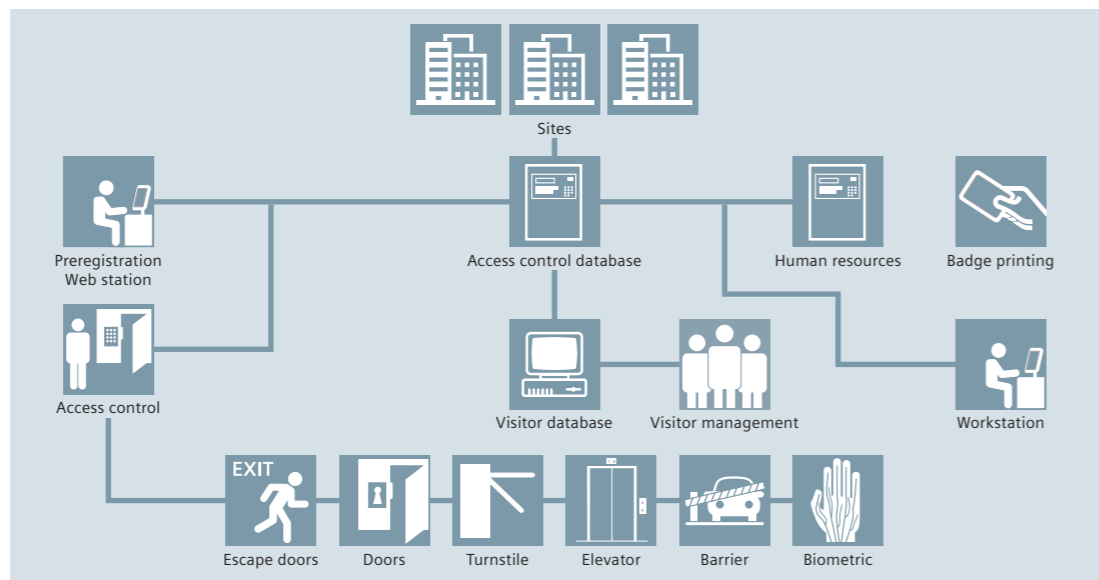 Sites
Preregistration
Web station
Access control database
Human resources
Badge printing
Access control
Visitor database
Visitor management
Workstation
EXIT
Escape doors
Doors
Turnstile
Elevator
Barrier
Biometric